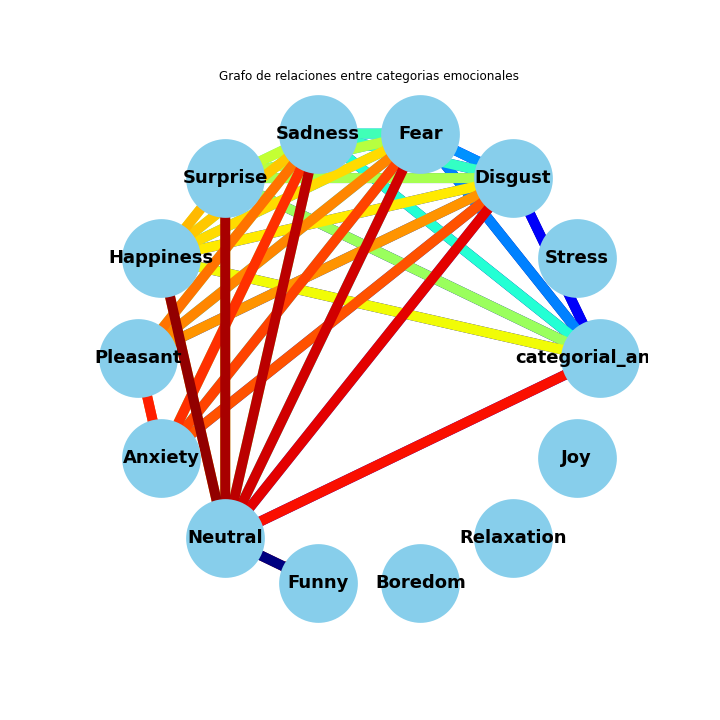 Grafo de relaciones entre categorias emocionales
Sadness
Fear
Surprise
Disgust
Happiness
Stress
Pleasant
categorial_an
Anxiety
Joy
Neutral
Relaxation
Funny
Boredom